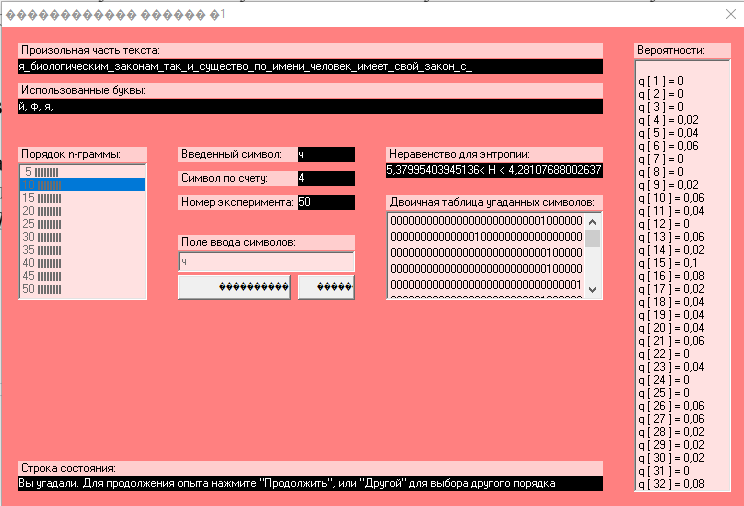 ������������ ������ �1
Произвольная часть текста:
я_биологическим_законам_так_и_существо_по_имени_человек_имеет_свой_закон_с_
Использованные буквы:
й, ф, я,
Порядок n-граммы:
5 ||||||||
15 ||||||||
20 ||||||||
25 ||||||||
30 ||||||||
35 ||||||||
40 ||||||||
45 ||||||||
50 ||||||||
Введенный символ: ч
Символ по счету: 4
Номер эксперимента: 50
Поле ввода символов:
ч
���������� �����
Неравенство для энтропии:
5,37995403945136< H < 4,28107688002637
Двоичная таблица угаданных символов:
00000000000000000000000001000000
00000000000000010000000000000000
00000000000000000000000000100000
00000000000000000000000000100000
00000000000000000000000000000001
00000000000000000000000001000000
Вероятности:
q [ 1 ] = 0
q [ 2 ] = 0
q [ 3 ] = 0
q [ 4 ] = 0,02
q [ 5 ] = 0,04
q [ 6 ] = 0,06
q [ 7 ] = 0
q [ 8 ] = 0
q [ 9 ] = 0,02
q [ 10 ] = 0,06
q [ 11 ] = 0,04
q [ 12 ] = 0
q [ 13 ] = 0,06
q [ 14 ] = 0,02
q [ 15 ] = 0,1
q [ 16 ] = 0,08
q [ 17 ] = 0,02
q [ 18 ] = 0,04
q [ 19 ] = 0,04
q [ 20 ] = 0,04
q [ 21 ] = 0,06
q [ 22 ] = 0
q [ 23 ] = 0,04
q [ 24 ] = 0
q [ 25 ] = 0
q [ 26 ] = 0,06
q [ 27 ] = 0,06
q [ 28 ] = 0,02
q [ 29 ] = 0,02
q [ 30 ] = 0,02
q [ 31 ] = 0
q [ 32 ] = 0,08
Строка состояния:
Вы угадали. Для продолжения опыта нажмите "Продолжить", или "Другой" для выбора другого порядка